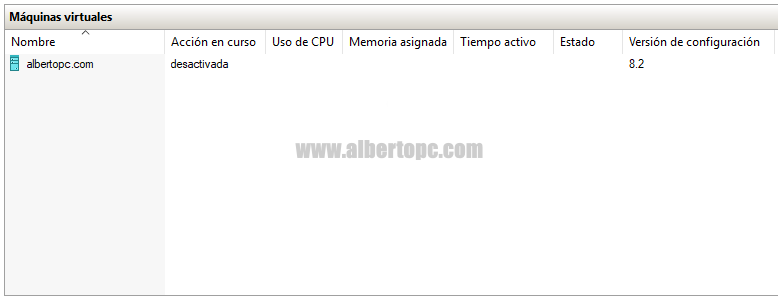 Máquinas virtuales
Nombre Acción en curso Uso de CPU Memoria asignada Tiempo activo Estado Versión de configuración
albertopc.com desactivada 8.2
www.albertopc.com